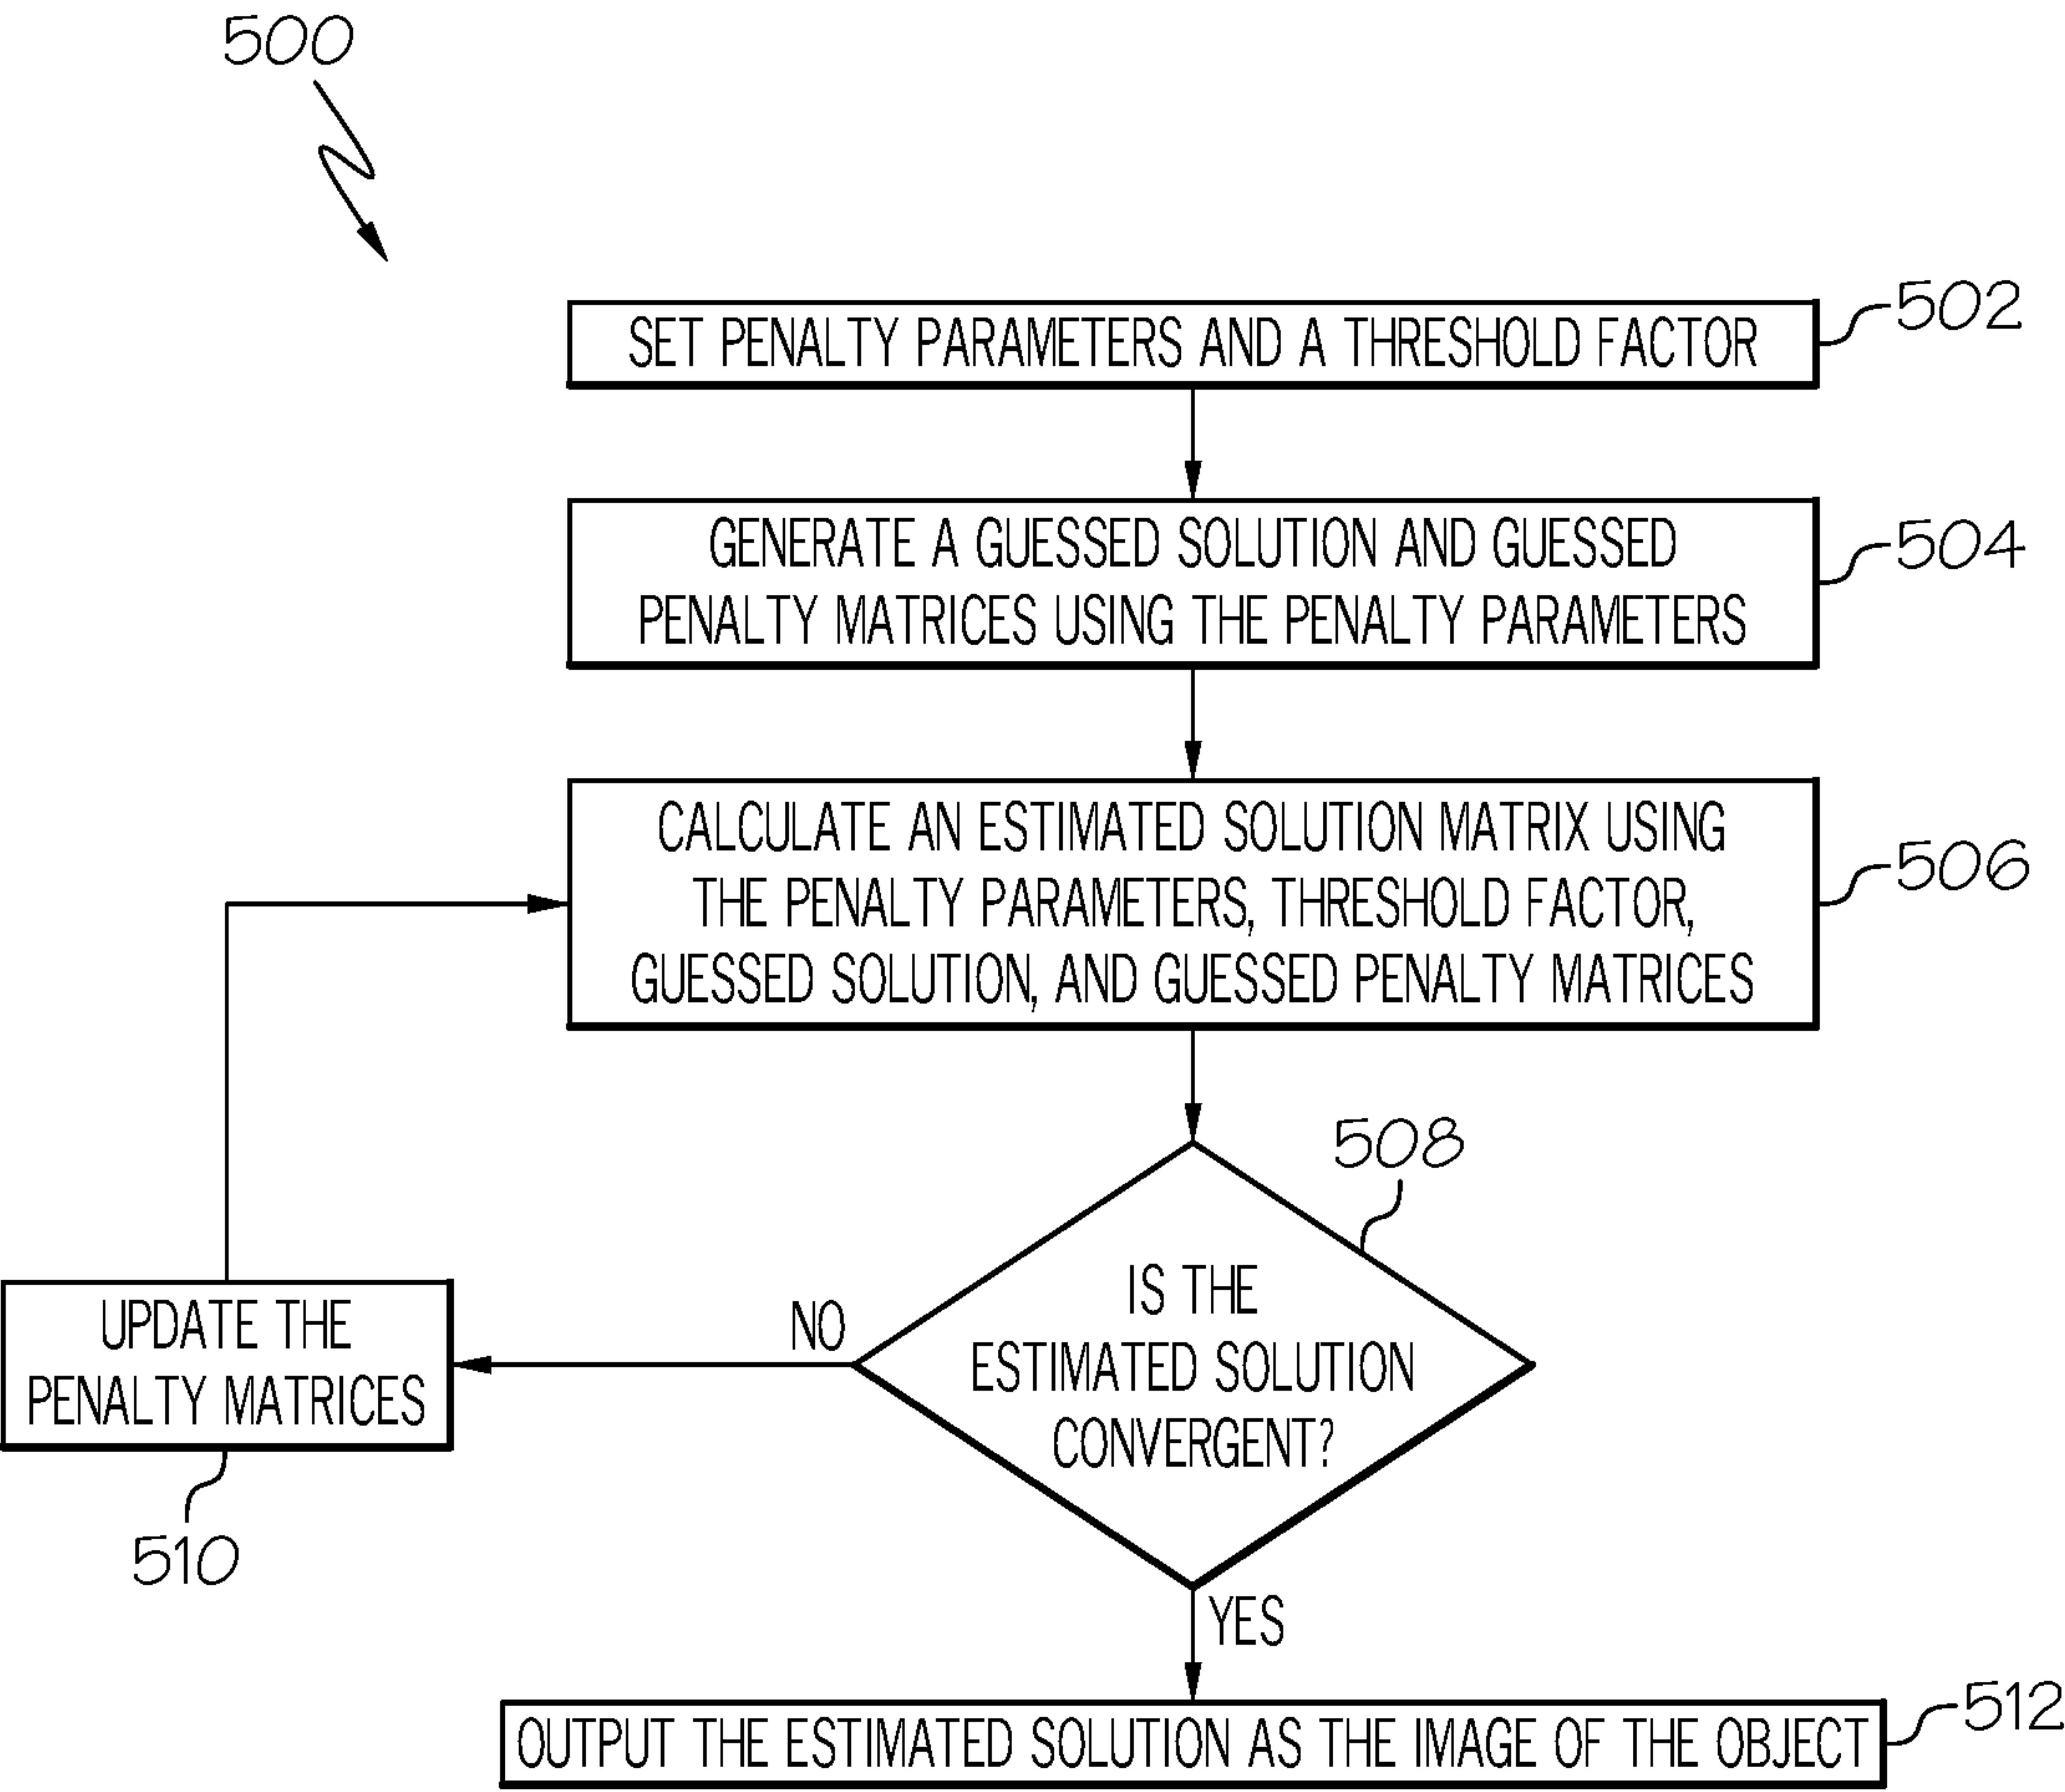 500
SET PENALTY PARAMETERS AND A THRESHOLD FACTOR
502
GENERATE A GUESSED SOLUTION AND GUESSED
PENALTY MATRICES USING THE PENALTY PARAMETERS
504
CALCULATE AN ESTIMATED SOLUTION MATRIX USING
THE PENALTY PARAMETERS, THRESHOLD FACTOR,
GUESSED SOLUTION, AND GUESSED PENALTY MATRICES
506
508
IS THE
ESTIMATED SOLUTION
CONVERGENT?
NO
UPDATE THE
PENALTY MATRICES
510
YES
OUTPUT THE ESTIMATED SOLUTION AS THE IMAGE OF THE OBJECT
512